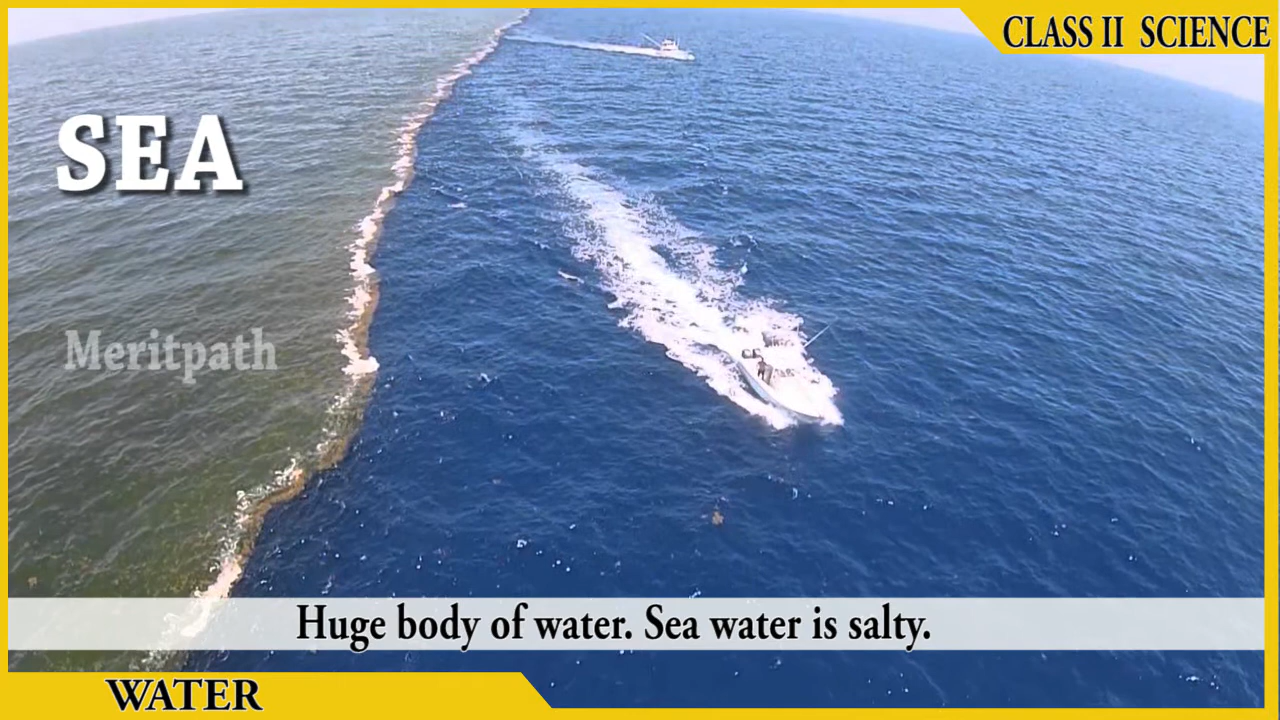 CLASS II SCIENCE
SEA
Meritpath
Huge body of water. Sea water is salty.
WATER